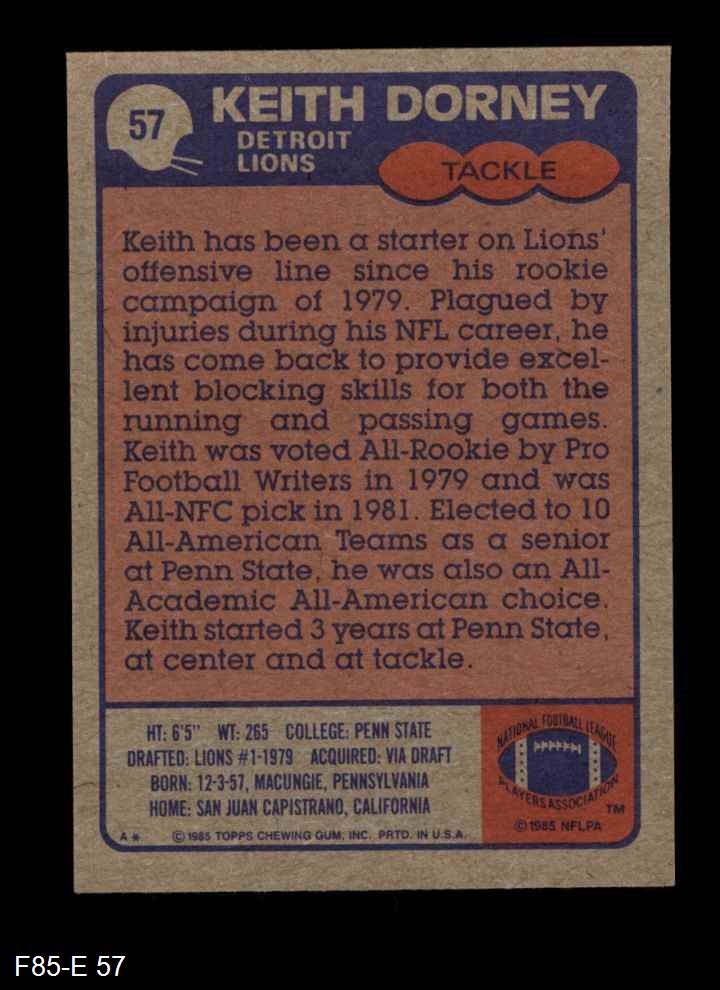 57
KEITH DORNEY
DETROIT
LIONS
TACKLE
Keith has been a starter on Lions'
offensive line since his rookie
campaign of 1979. Plagued by
injuries during his NFL career, he
has come back to provide excel-
lent blocking skills for both the
running and passing games.
Keith was voted All-Rookie by Pro
Football Writers in 1979 and was
All-NFC pick in 1981. Elected to 10
All-American Teams as a senior
at Penn State, he was also an All-
Academic All-American choice.
Keith started 3 years at Penn State,
at center and at tackle.
HT: 6'5" WT: 265 COLLEGE: PENN STATE
DRAFTED: LIONS #1-1979 ACQUIRED: VIA DRAFT
BORN: 12-3-57, MACUNGIE, PENNSYLVANIA
HOME: SAN JUAN CAPISTRANO, CALIFORNIA
A* ©1985 TOPPS CHEWING GUM, INC. PRTD. IN U.S.A.
NATIONAL FOOTBALL LEAGUE
PLAYERS ASSOCIATION
TM
©1985 NFLPA
F85-E 57